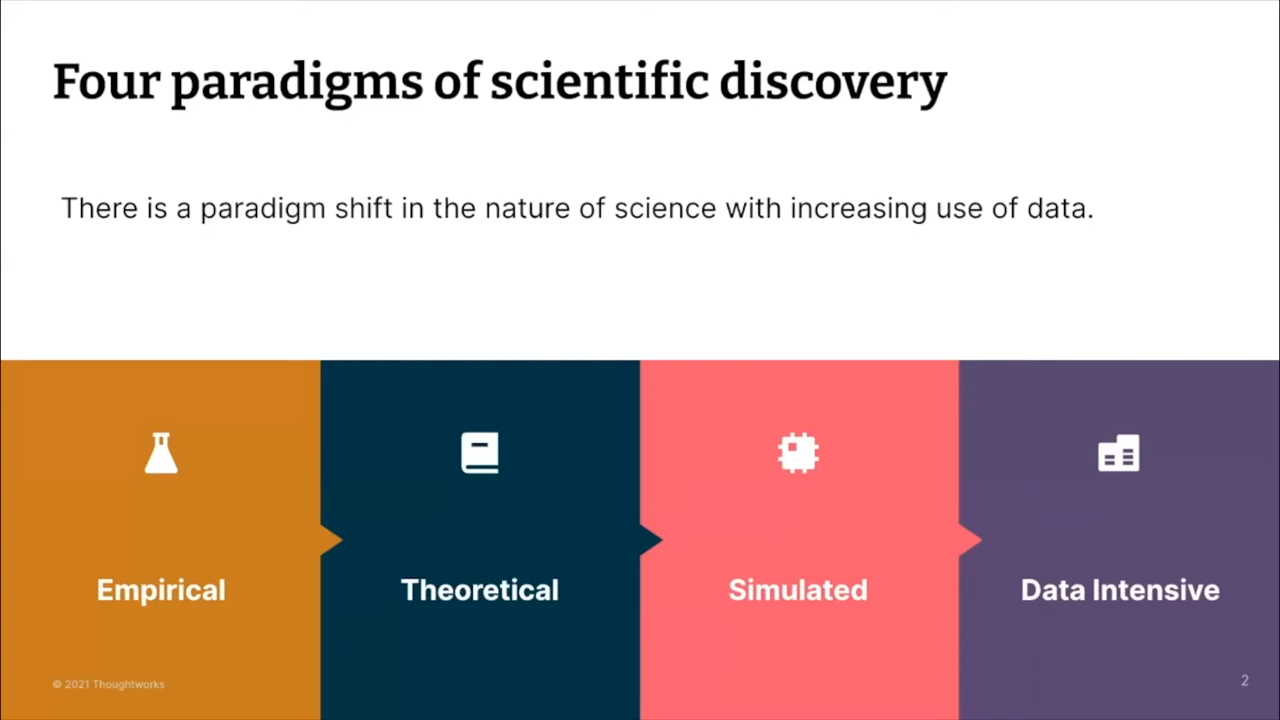 Four paradigms of scientific discovery
There is a paradigm shift in the nature of science with increasing use of data.
Empirical
Theoretical
Simulated
Data Intensive
© 2021 Thoughtworks
2